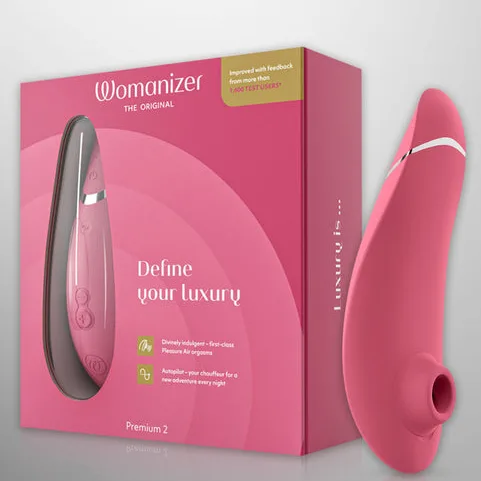 Womanizer
THE ORIGINAL
Improved with feedback
from more than
Define
your luxury
Divinely indulgent – first-class
Pleasure Air orgasms
Autopilot – your chauffeur for a
new adventure every night
Premium 2
Luxury is ...